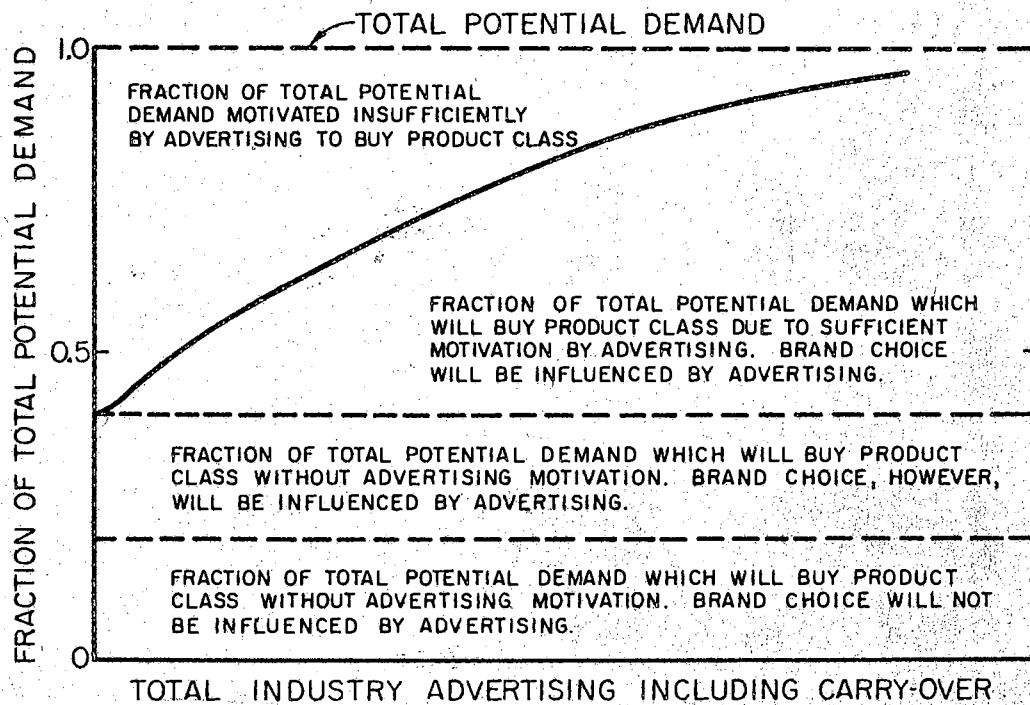 TOTAL POTENTIAL DEMAND
FRACTION OF TOTAL POTENTIAL DEMAND
1.0
FRACTION OF TOTAL POTENTIAL
DEMAND MOTIVATED INSUFFICIENTLY
BY ADVERTISING TO BUY PRODUCT CLASS
FRACTION OF TOTAL POTENTIAL DEMAND WHICH
WILL BUY PRODUCT CLASS DUE TO SUFFICIENT
MOTIVATION BY ADVERTISING. BRAND CHOICE
WILL BE INFLUENCED BY ADVERTISING.
0.5
FRACTION OF TOTAL POTENTIAL DEMAND WHICH WILL BUY PRODUCT
CLASS WITHOUT ADVERTISING MOTIVATION. BRAND CHOICE, HOWEVER,
WILL BE INFLUENCED BY ADVERTISING.
FRACTION OF TOTAL POTENTIAL DEMAND WHICH WILL BUY PRODUCT
CLASS WITHOUT ADVERTISING MOTIVATION. BRAND CHOICE WILL NOT
BE INFLUENCED BY ADVERTISING.
0
TOTAL INDUSTRY ADVERTISING INCLUDING CARRY-OVER